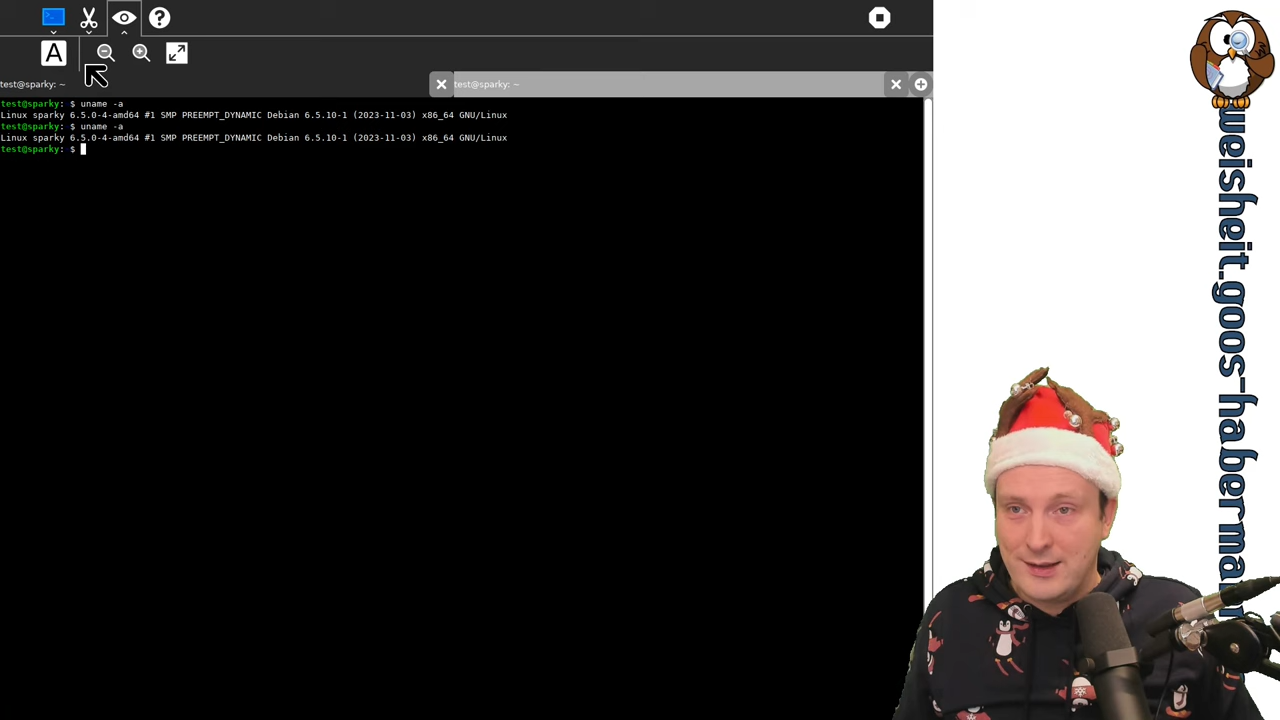 A
test@sparky: ~
test@sparky: ~
test@sparky: $ uname -a
Linux sparky 6.5.0-4-amd64 #1 SMP PREEMPT_DYNAMIC Debian 6.5.10-1 (2023-11-03) x86_64 GNU/Linux
test@sparky: $ uname -a
Linux sparky 6.5.0-4-amd64 #1 SMP PREEMPT_DYNAMIC Debian 6.5.10-1 (2023-11-03) x86_64 GNU/Linux
test@sparky: $
weisheit.goos-haberma